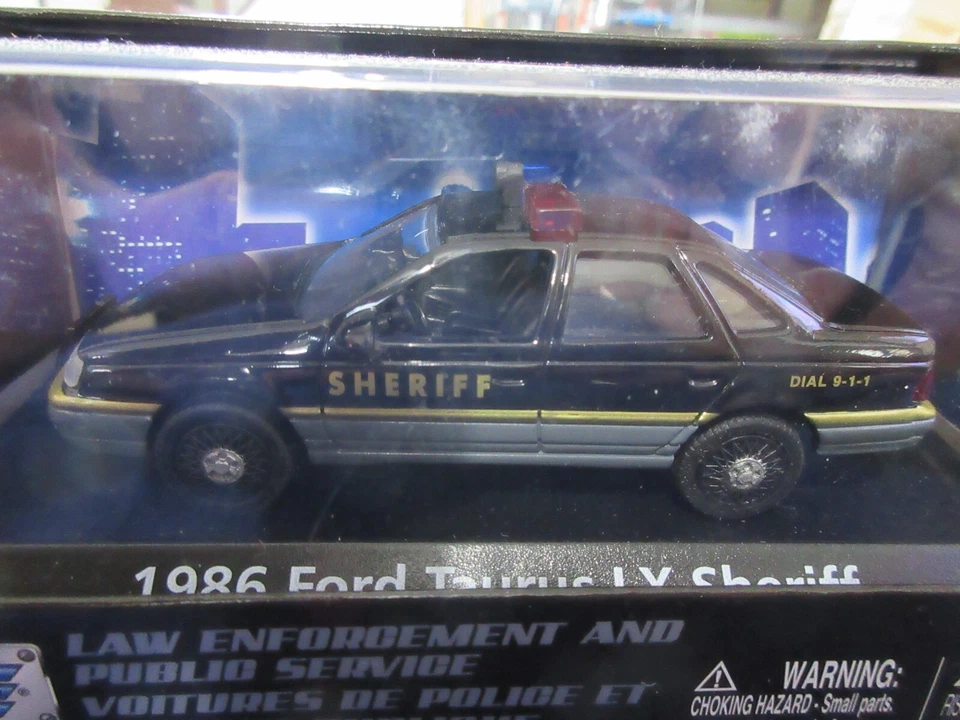 SHERIFF
DIAL 9-1-1
1986 Ford Taurus LX Sheriff
LAW ENFORCEMENT AND
PUBLIC SERVICE
VOITURES DE POLICE ET
WARNING:
CHOKING HAZARD - Small parts.